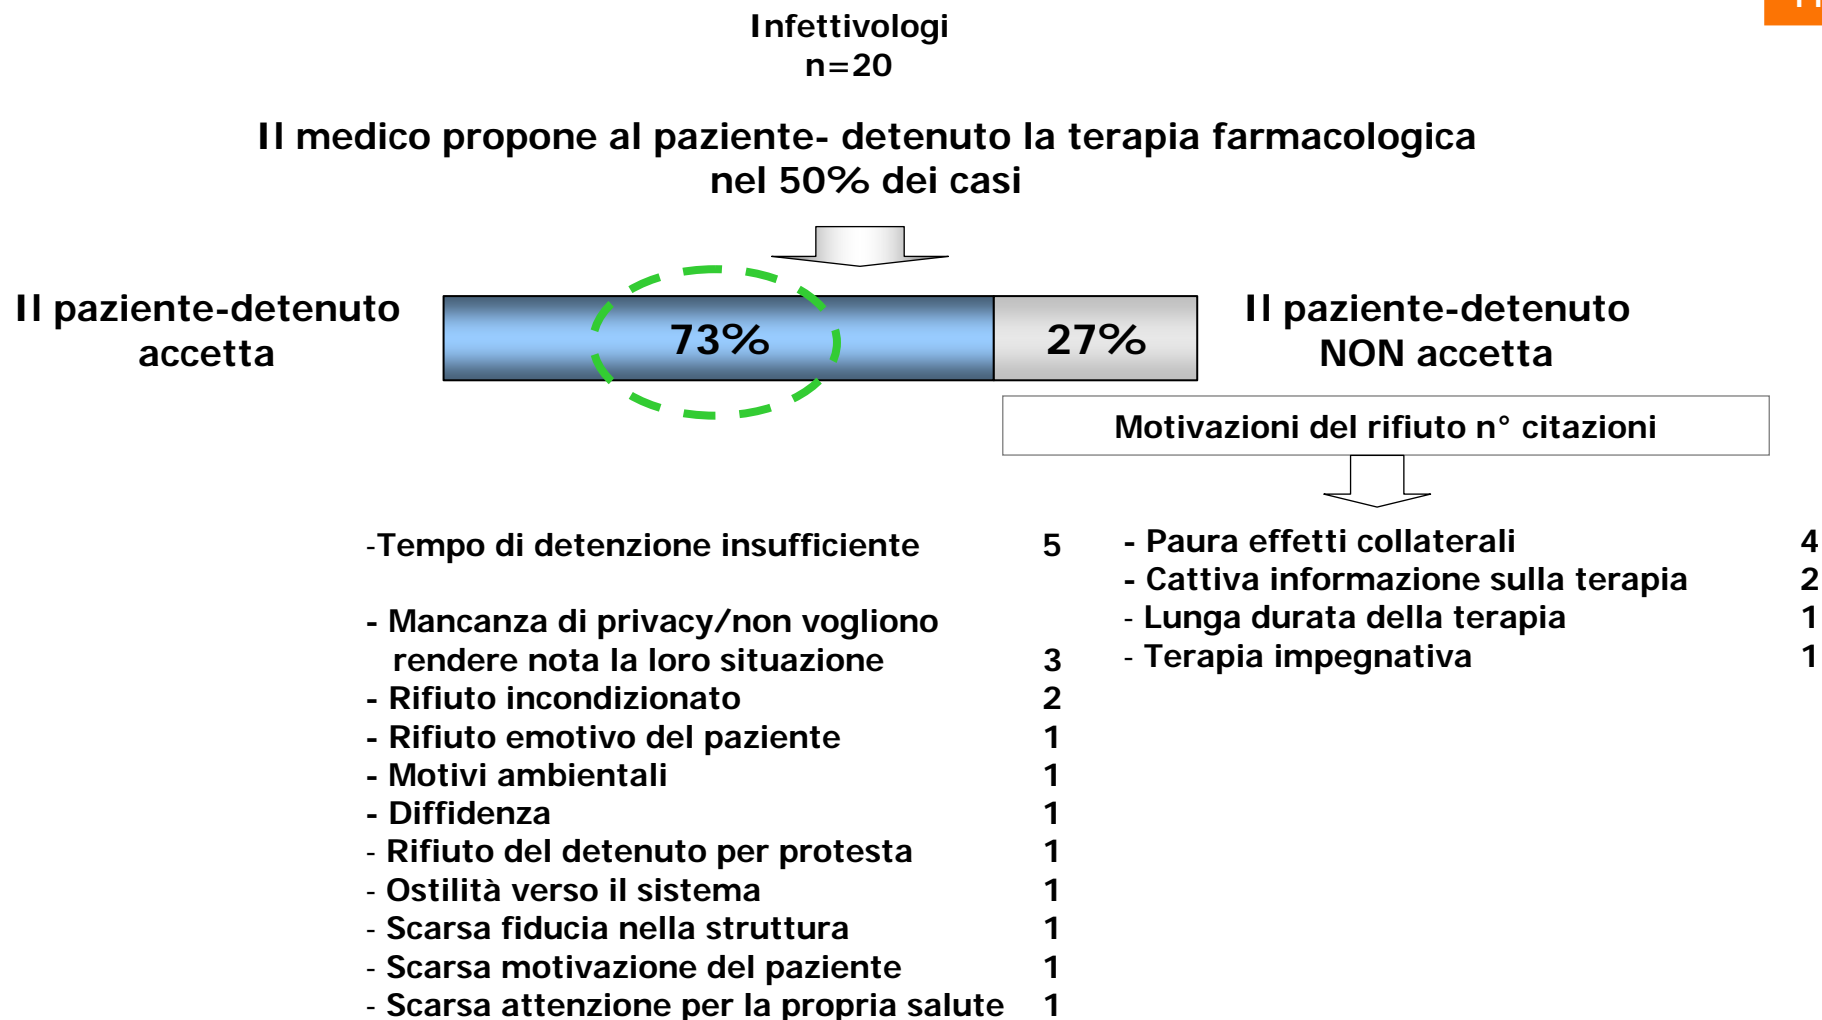 Infettivologi
n=20
Il medico propone al paziente- detenuto la terapia farmacologica
nel 50% dei casi
Il paziente-detenuto
accetta
73%
27%
Il paziente-detenuto
NON accetta
Motivazioni del rifiuto n° citazioni
-Tempo di detenzione insufficiente 5
- Mancanza di privacy/non vogliono
rendere nota la loro situazione 3
- Rifiuto incondizionato 2
- Rifiuto emotivo del paziente 1
- Motivi ambientali 1
- Diffidenza 1
- Rifiuto del detenuto per protesta 1
- Ostilità verso il sistema 1
- Scarsa fiducia nella struttura 1
- Scarsa motivazione del paziente 1
- Scarsa attenzione per la propria salute 1
- Paura effetti collaterali 4
- Cattiva informazione sulla terapia 2
- Lunga durata della terapia 1
- Terapia impegnativa 1